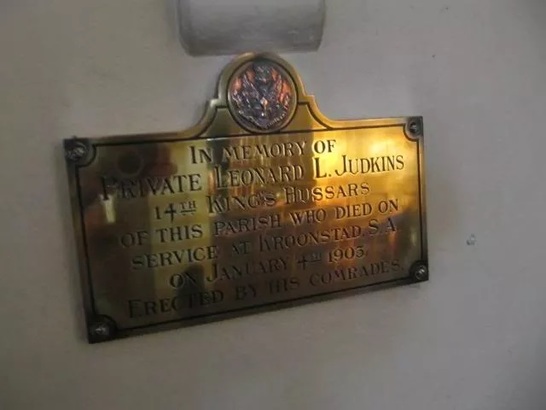 IN MEMORY OF
PRIVATE LEONARD L. JUDKINS
14TH KING'S HUSSARS
OF THIS PARISH WHO DIED ON
SERVICE AT KROONSTAD, S.A.
ON JANUARY 4TH 1903.
ERECTED BY HIS COMRADES.